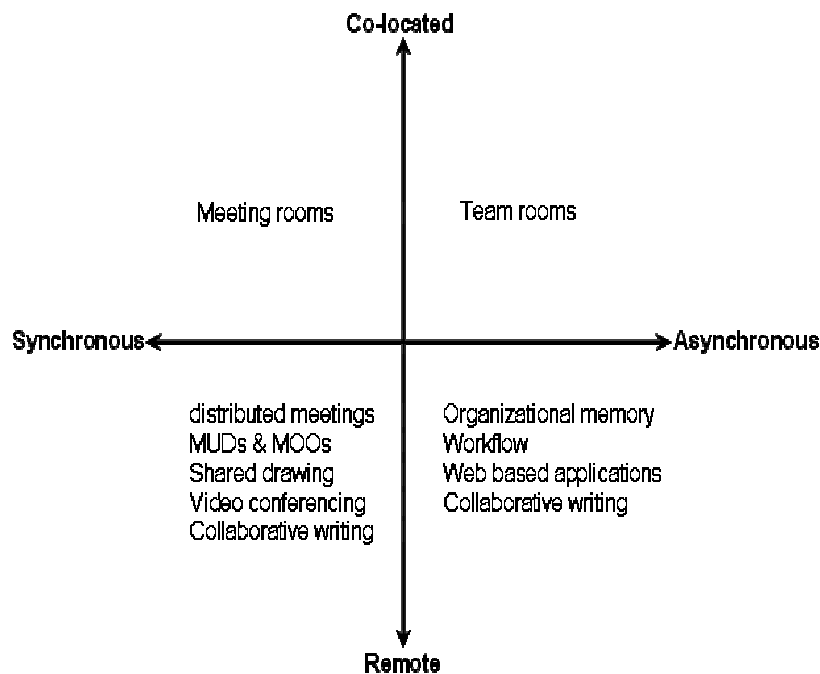 Co-located
Meeting rooms
Team rooms
Synchronous
Asynchronous
distributed meetings
MUDs & MOOs
Shared drawing
Video conferencing
Collaborative writing
Organizational memory
Workflow
Web based applications
Collaborative writing
Remote